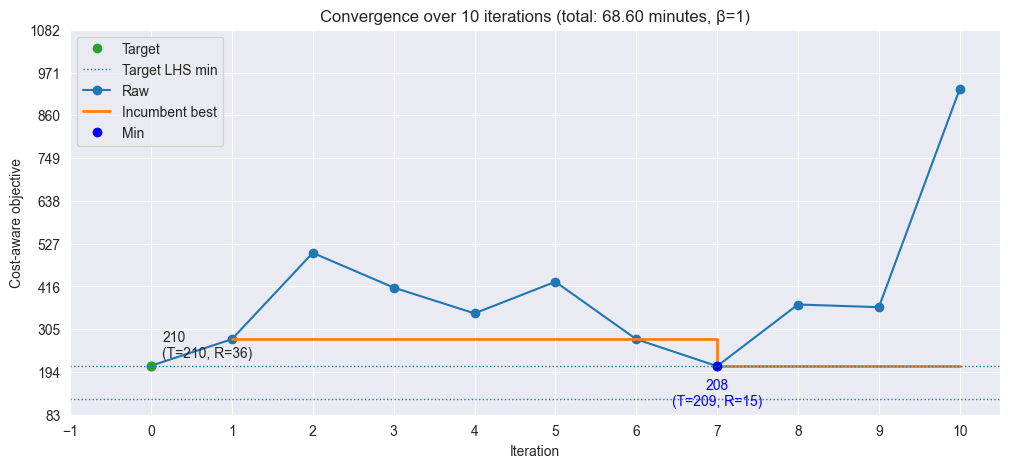 Convergence over 10 iterations (total: 68.60 minutes, β=1)
Cost-aware objective
1082
971
860
749
638
527
416
305
194
83
Target
Target LHS min
Raw
Incumbent best
Min
210
(T=210, R=36)
208
(T=209, R=15)
−1 0 1 2 3 4 5 6 7 8 9 10
Iteration